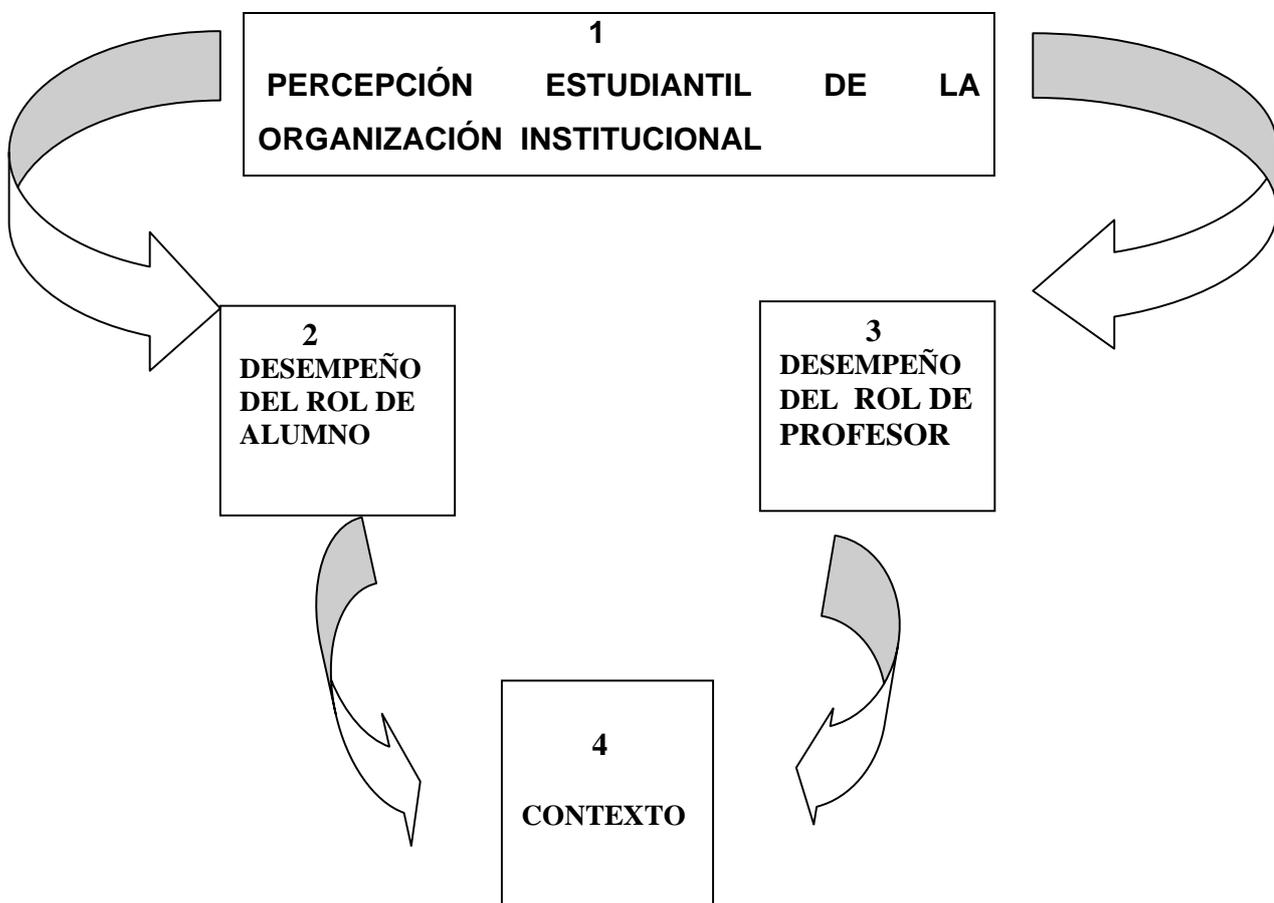 1
PERCEPCIÓN ESTUDIANTIL DE LA
ORGANIZACIÓN INSTITUCIONAL
2
DESEMPEÑO
DEL ROL DE
ALUMNO
3
DESEMPEÑO
DEL ROL DE
PROFESOR
4
CONTEXTO